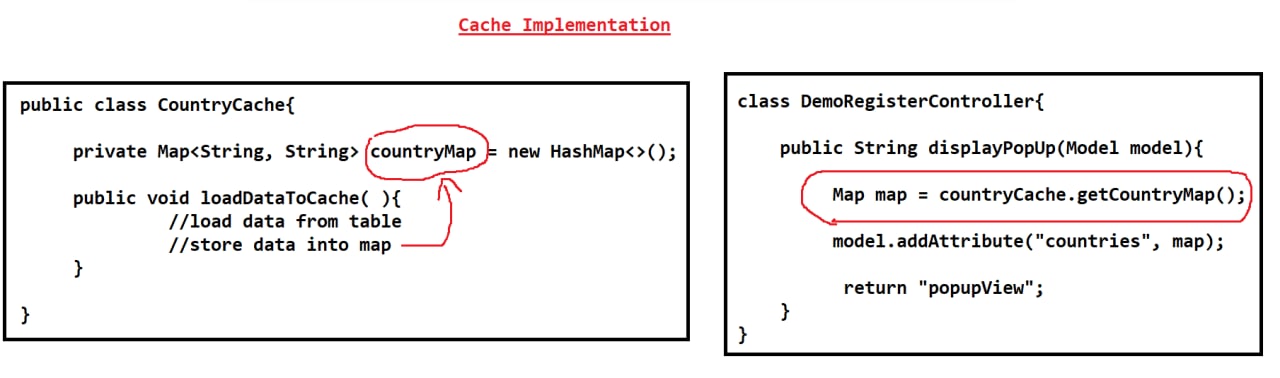 Cache Implementation
public class CountryCache{
private Map<String, String> countryMap = new HashMap<>();
public void loadDataToCache( ){
//load data from table
//store data into map
}
}
class DemoRegisterController{
public String displayPopUp(Model model){
Map map = countryCache.getCountryMap();
model.addAttribute("countries", map);
return "popupView";
}
}